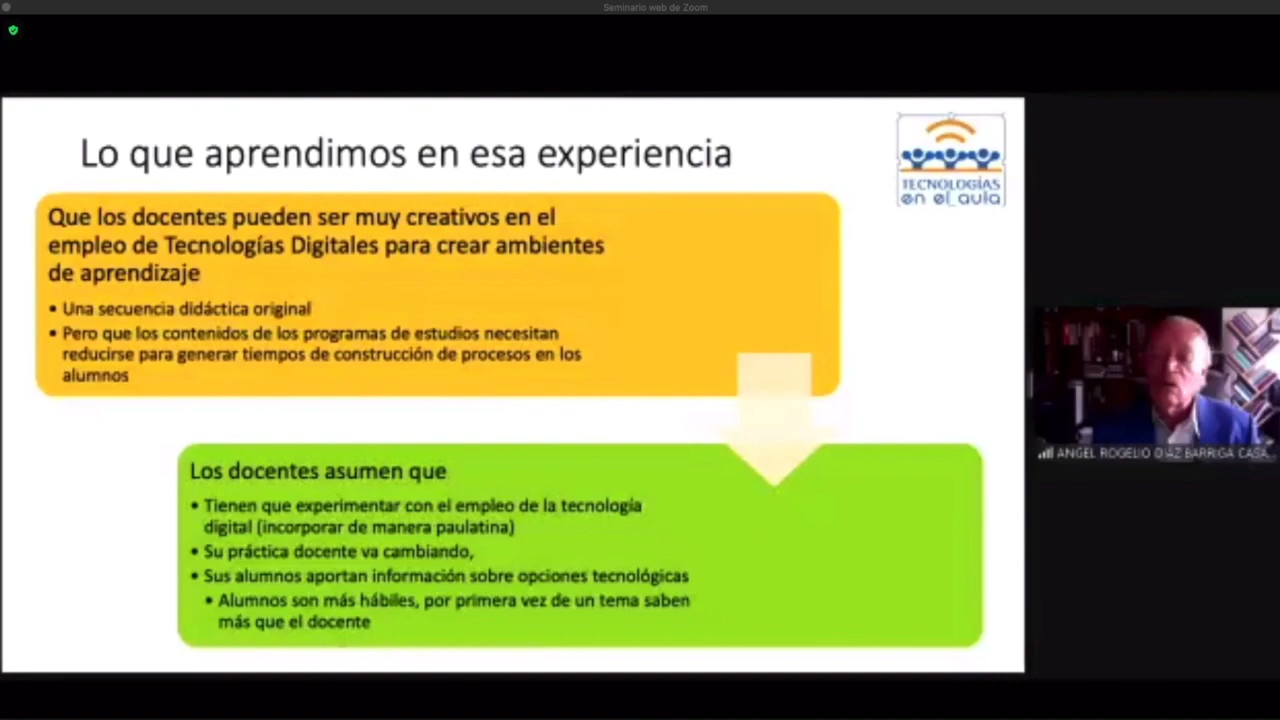 Seminario web de Zoom
Lo que aprendimos en esa experiencia
TECNOLOGÍAS
en el_aula
Que los docentes pueden ser muy creativos en el
empleo de Tecnologías Digitales para crear ambientes
de aprendizaje
• Una secuencia didáctica original
• Pero que los contenidos de los programas de estudios necesitan
reducirse para generar tiempos de construcción de procesos en los
alumnos
Los docentes asumen que
• Tienen que experimentar con el empleo de la tecnología
digital (incorporar de manera paulatina)
• Su práctica docente va cambiando,
• Sus alumnos aportan información sobre opciones tecnológicas
• Alumnos son más hábiles, por primera vez de un tema saben
más que el docente
ANGEL ROGELIO DIAZ BARRIGA CASA...